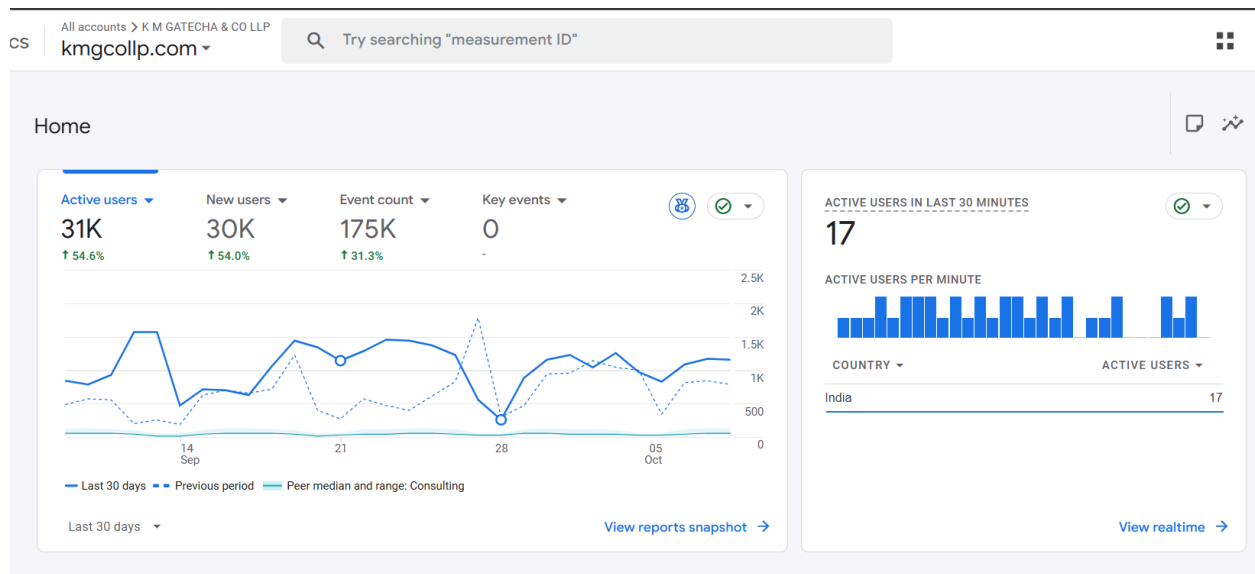 All accounts > K M GATECHA & CO LLP
cs
kmgcollp.com
Try searching "measurement ID"
Home
Active users
New users
Event count
Key events
31K
30K
175K
0
↑ 54.6%
↑ 54.0%
↑ 31.3%
-
2.5K
2K
1.5K
1K
500
0
14
Sep
21
28
05
Oct
Last 30 days
Previous period
Peer median and range: Consulting
Last 30 days
View reports snapshot →
ACTIVE USERS IN LAST 30 MINUTES
17
ACTIVE USERS PER MINUTE
COUNTRY
ACTIVE USERS
India
17
View realtime →